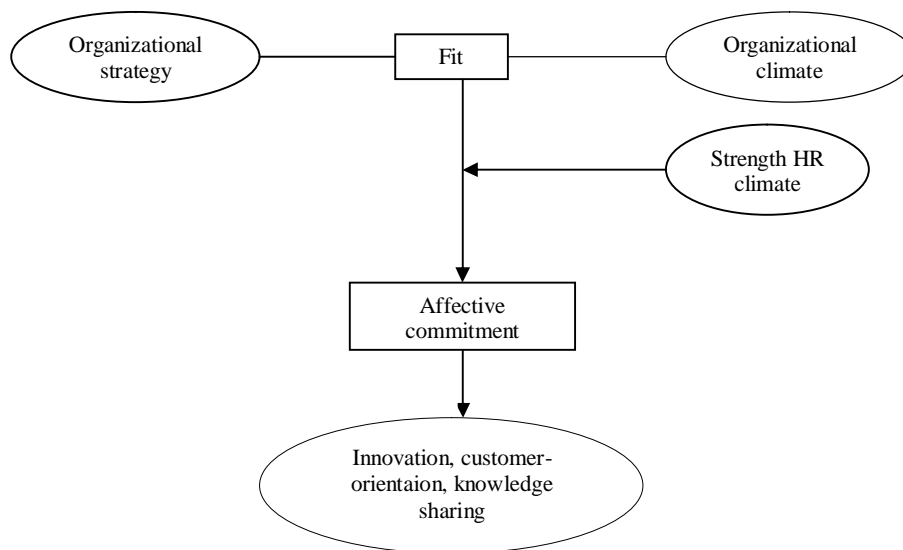 Organizational
strategy
Fit
Organizational
climate
Strength HR
climate
Affective
commitment
Innovation, customer-
orientaion, knowledge
sharing